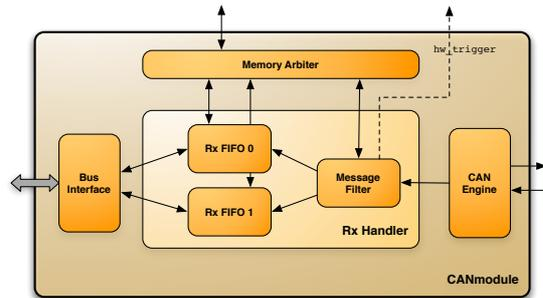 hw_trigger
Memory Arbiter
Rx FIFO 0
Bus
Interface
Message
Filter
CAN
Engine
Rx FIFO 1
Rx Handler
CANmodule